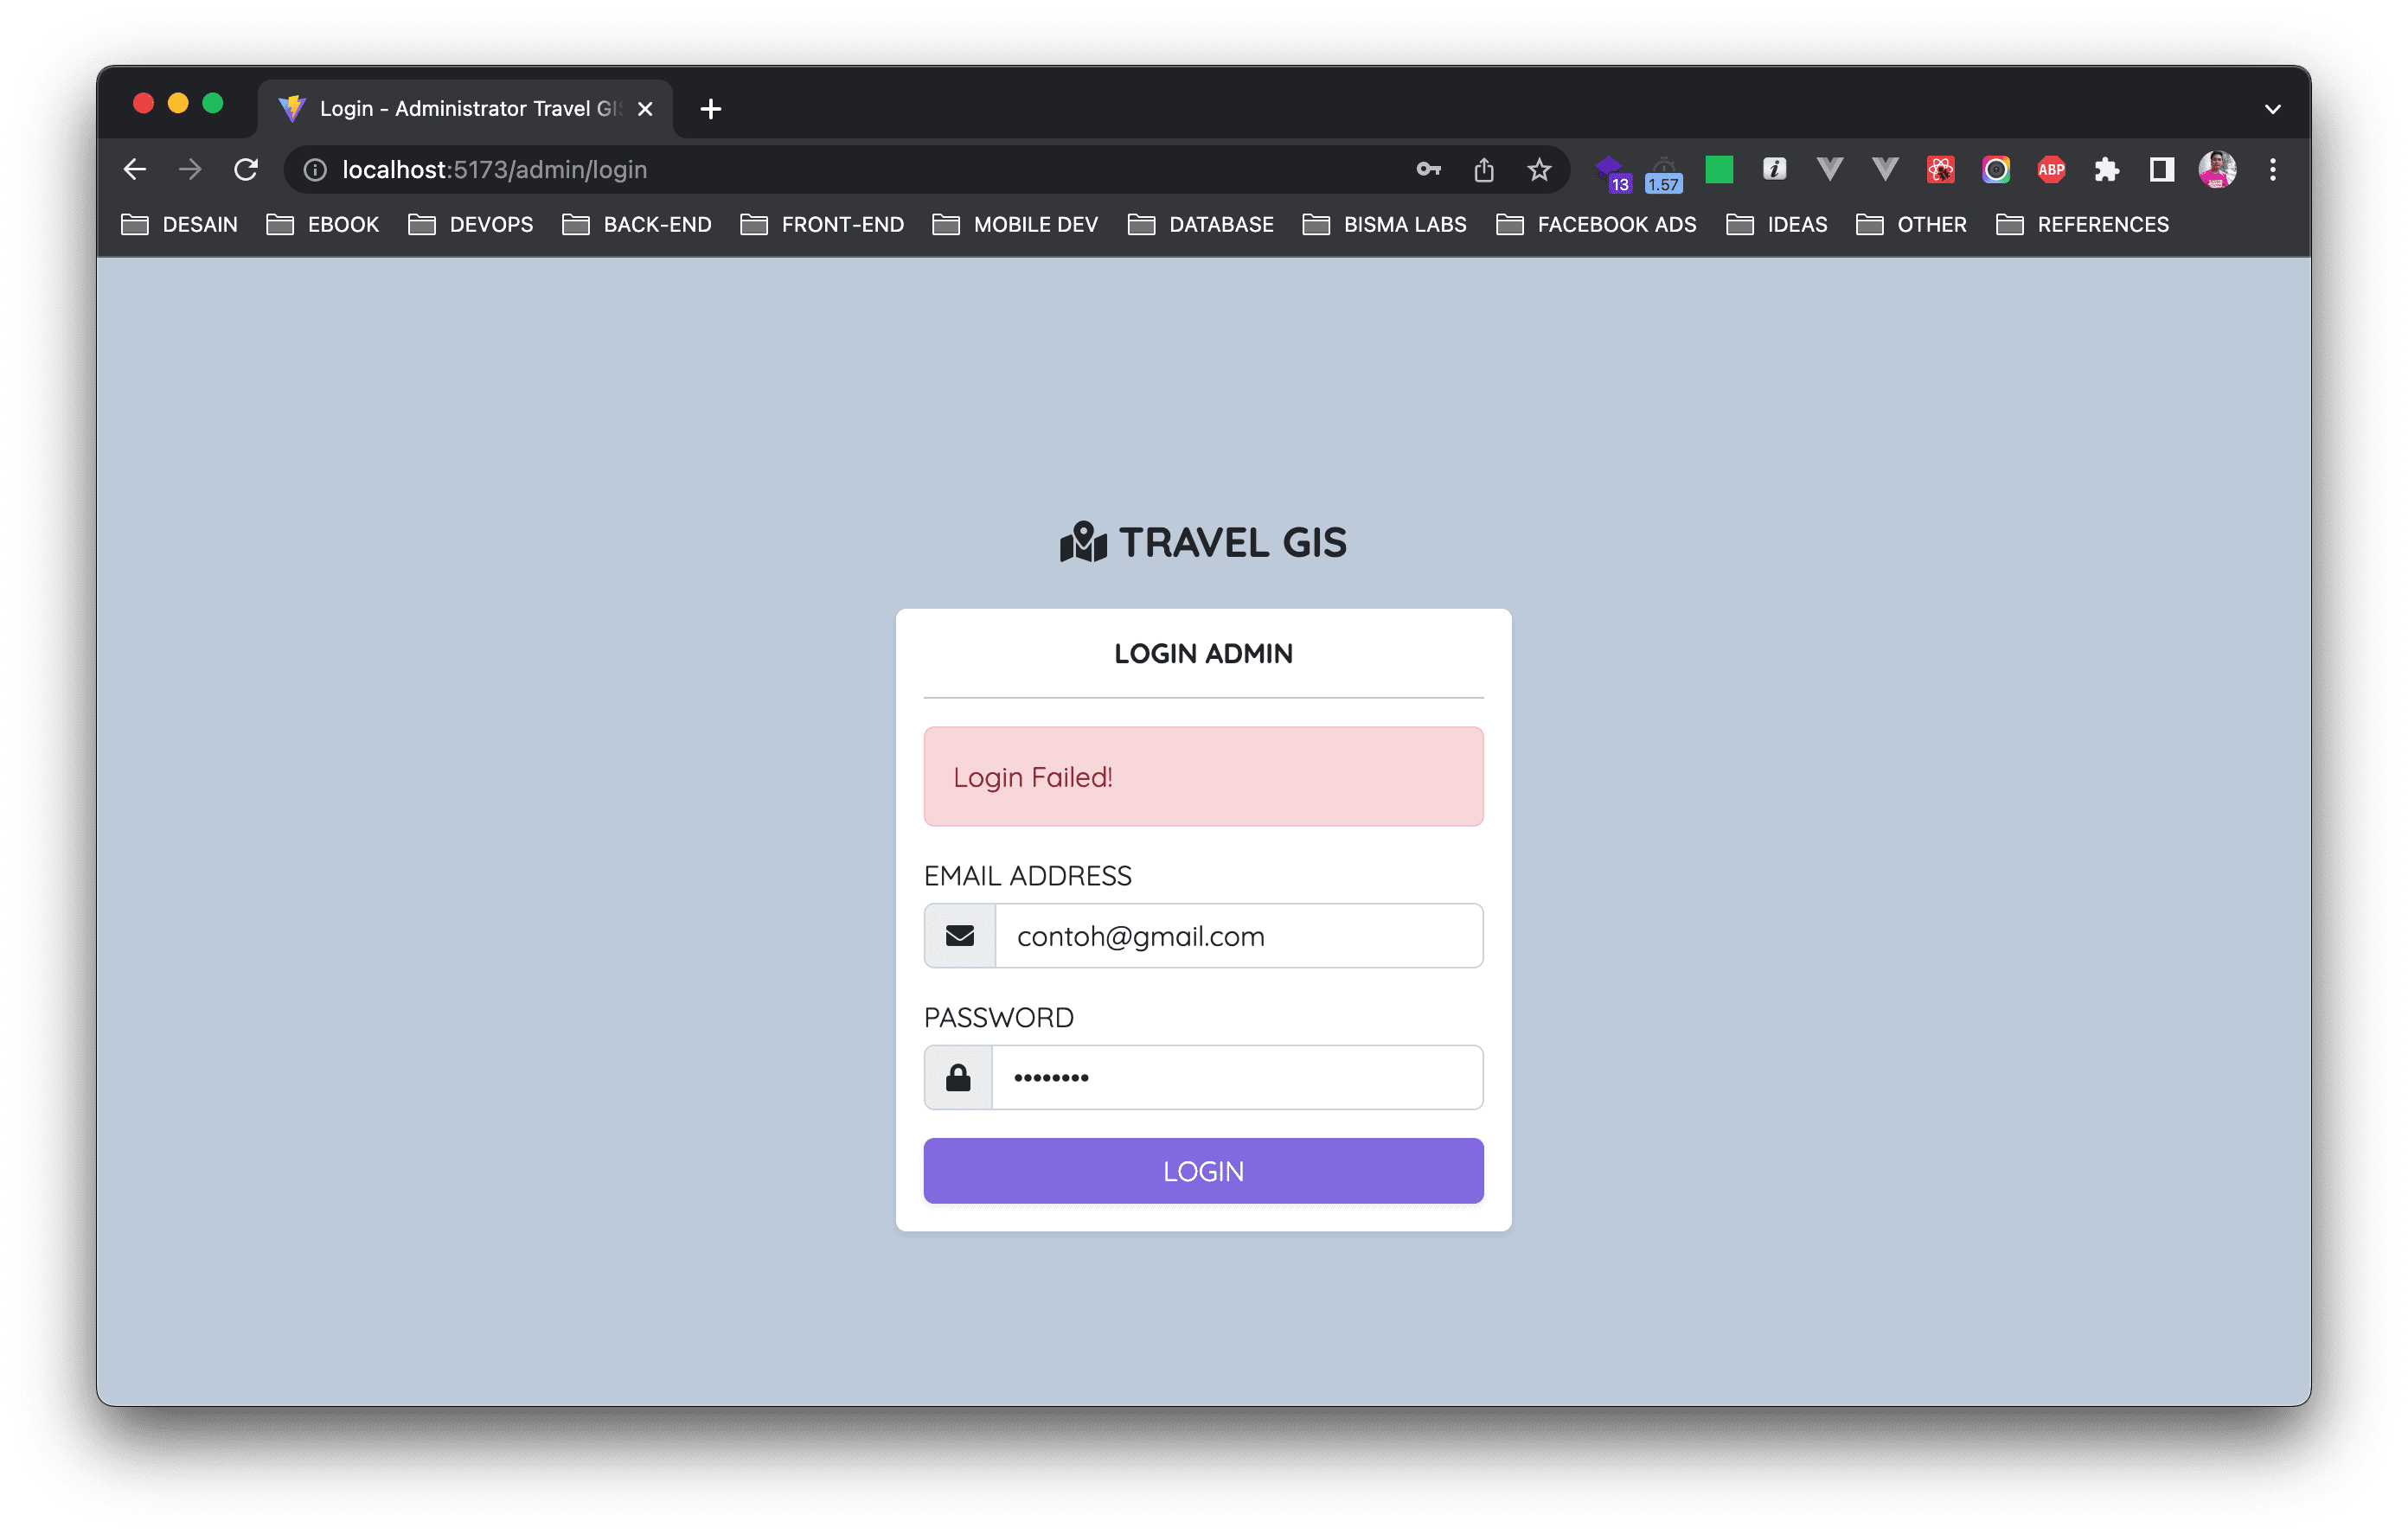 Login - Administrator Travel GIS
localhost:5173/admin/login
13
1.57
i
ABP
DESAIN EBOOK DEVOPS BACK-END FRONT-END MOBILE DEV DATABASE BISMA LABS FACEBOOK ADS IDEAS OTHER REFERENCES
TRAVEL GIS
LOGIN ADMIN
Login Failed!
EMAIL ADDRESS
contoh@gmail.com
PASSWORD
••••••••
LOGIN